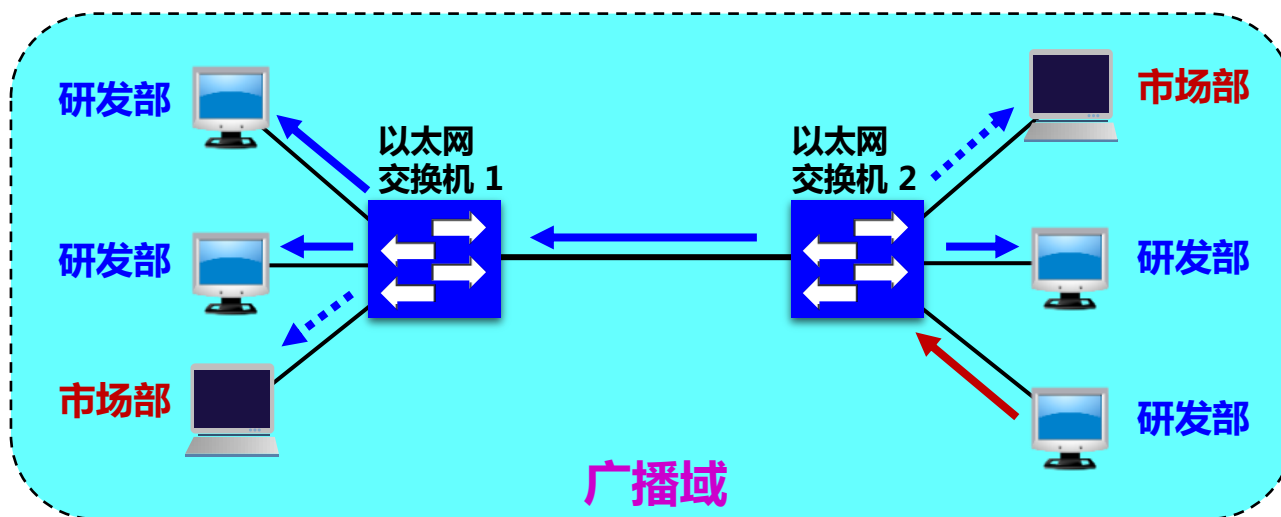 研发部
以太网
交换机 1
以太网
交换机 2
市场部
研发部
研发部
市场部
研发部
广播域